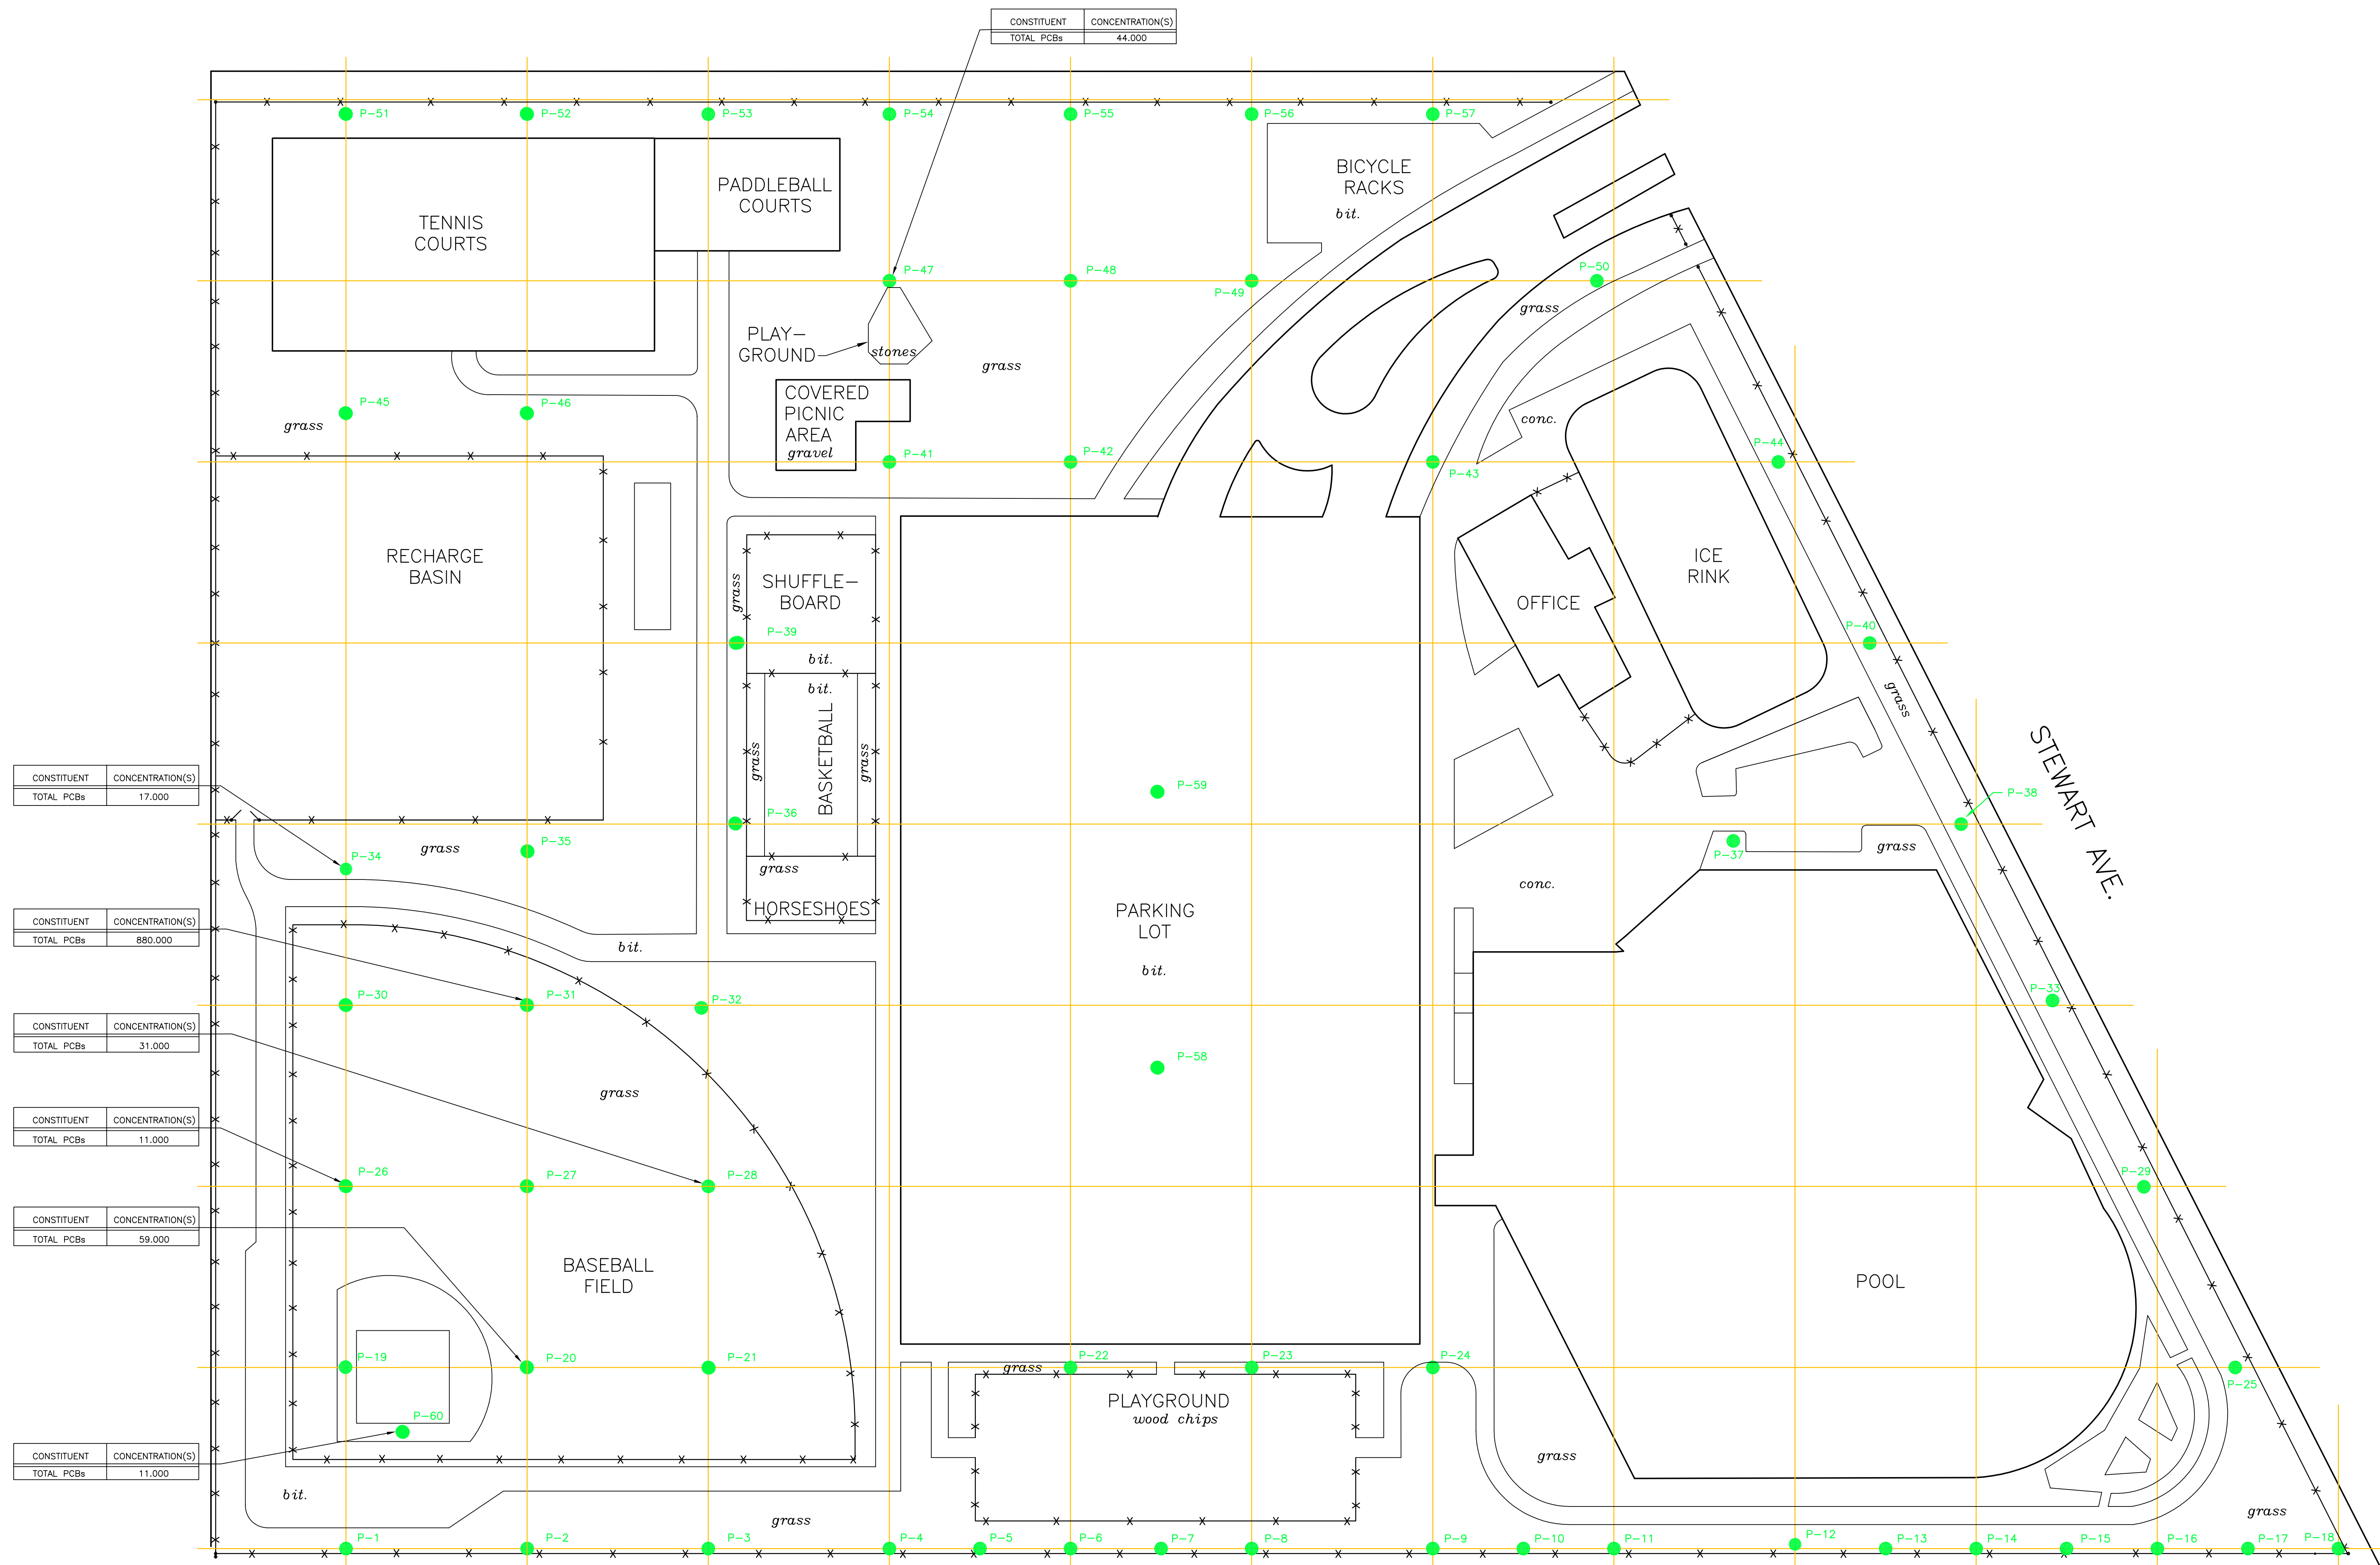 CONSTITUENT CONCENTRATION(S)
TOTAL PCBs 44.000
P-51 P-52 P-53 P-54 P-55 P-56 P-57
TENNIS
COURTS
PADDLEBALL
COURTS
BICYCLE
RACKS
bit.
P-47 P-48 P-49 P-50
grass
PLAY-
GROUND
stones
grass
COVERED
PICNIC
AREA
gravel
P-45 P-46
grass
conc.
P-41 P-42 P-43 P-44
RECHARGE
BASIN
grass
SHUFFLE-
BOARD
bit.
OFFICE
ICE
RINK
P-39 P-40
bit.
grass
BASKETBALL
grass
grass
STEWART AVE.
CONSTITUENT CONCENTRATION(S)
TOTAL PCBs 17.000
P-59
P-38
P-34 P-35 P-36 P-37
grass
grass
grass
conc.
HORSESHOES
PARKING
LOT
bit.
CONSTITUENT CONCENTRATION(S)
TOTAL PCBs 880.000
bit.
P-30 P-31 P-32 P-33
CONSTITUENT CONCENTRATION(S)
TOTAL PCBs 31.000
P-58
grass
CONSTITUENT CONCENTRATION(S)
TOTAL PCBs 11.000
P-26 P-27 P-28 P-29
CONSTITUENT CONCENTRATION(S)
TOTAL PCBs 59.000
BASEBALL
FIELD
POOL
P-19 P-20 P-21 P-22 P-23 P-24 P-25
grass
PLAYGROUND
wood chips
P-60
CONSTITUENT CONCENTRATION(S)
TOTAL PCBs 11.000
grass
bit.
grass
grass
P-1 P-2 P-3 P-4 P-5 P-6 P-7 P-8 P-9 P-10 P-11 P-12 P-13 P-14 P-15 P-16 P-17 P-18